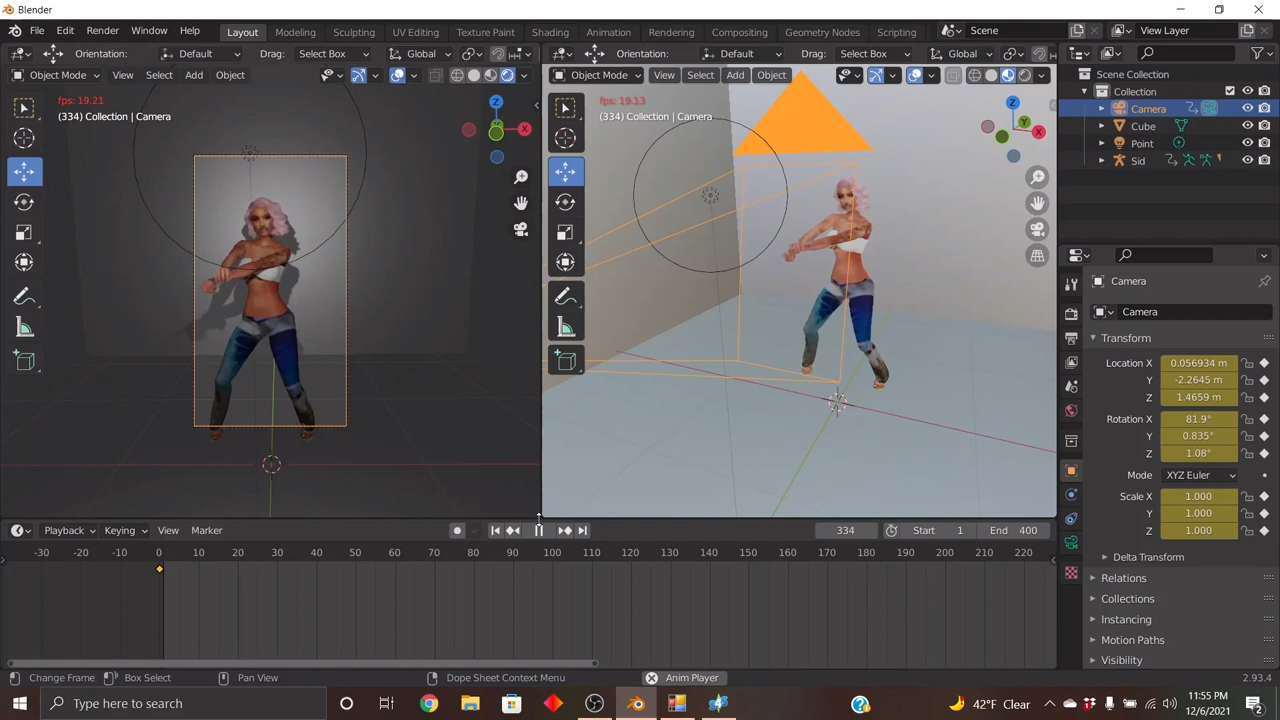 Blender
File Edit Render Window Help Layout Modeling Sculpting UV Editing Texture Paint Shading Animation Rendering Compositing Geometry Nodes Scripting Scene View Layer
Orientation: Default Drag: Select Box Global Orientation: Default Drag: Select Box Global
Object Mode View Select Add Object Object Mode View Select Add Object
fps: 19.21
(334) Collection | Camera
Z
X
fps: 19.13
(334) Collection | Camera
Z
Y
X
Scene Collection
Collection
Camera
Cube
Point
Sid
Camera
Camera
Transform
Location X 0.056934 m
Y -2.2645 m
Z 1.4659 m
Rotation X 81.9°
Y 0.835°
Z 1.08°
Mode XYZ Euler
Scale X 1.000
Y 1.000
Z 1.000
Delta Transform
Relations
Collections
Instancing
Motion Paths
Visibility
Playback Keying View Marker 334 Start 1 End 400
-30 -20 -10 0 10 20 30 40 50 60 70 80 90 100 110 120 130 140 150 160 170 180 190 200 210 220
Change Frame Box Select Pan View Dope Sheet Context Menu Anim Player 2.93.4
Type here to search 42°F Clear 11:55 PM
12/6/2021 2